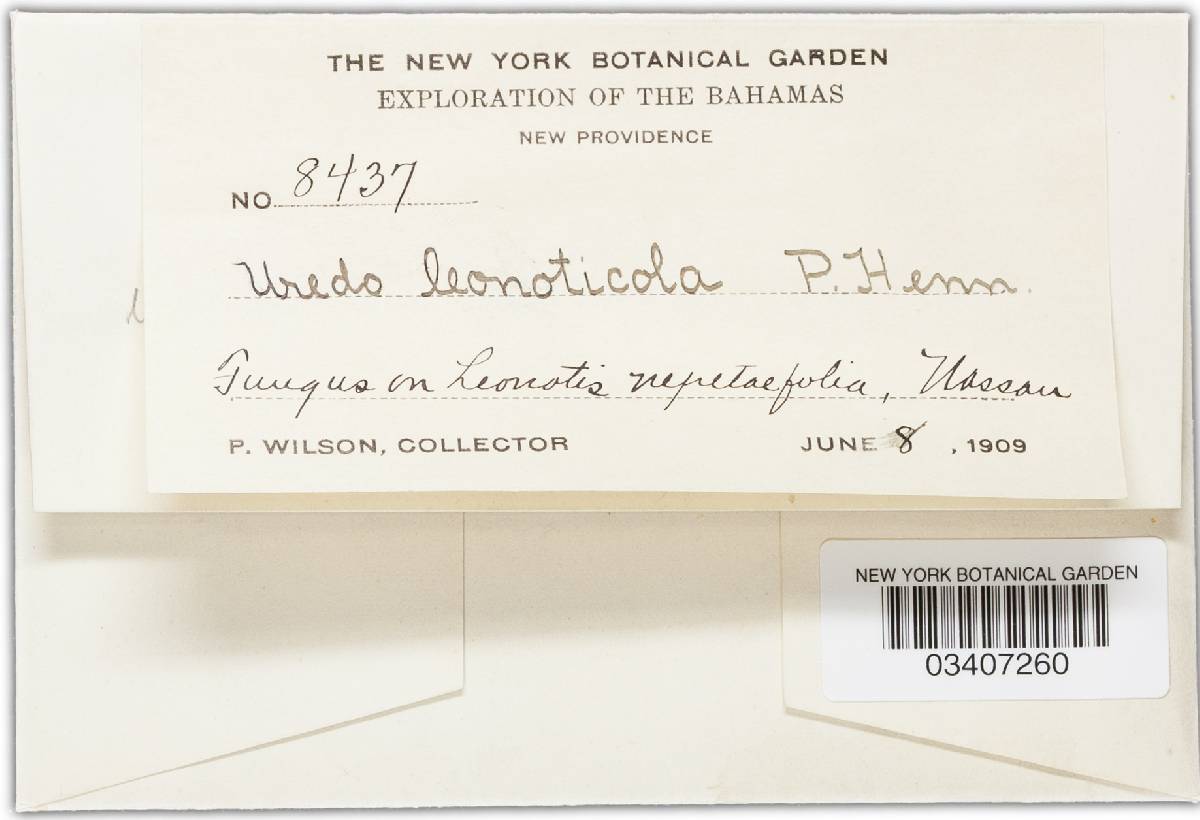 THE NEW YORK BOTANICAL GARDEN
EXPLORATION OF THE BAHAMAS
NEW PROVIDENCE
NO. 8437
Uredo leonoticola P. Henn.
Fungus on Leonotis nepetaefolia, Nassau
P. WILSON, COLLECTOR JUNE 8, 1909
NEW YORK BOTANICAL GARDEN
03407260